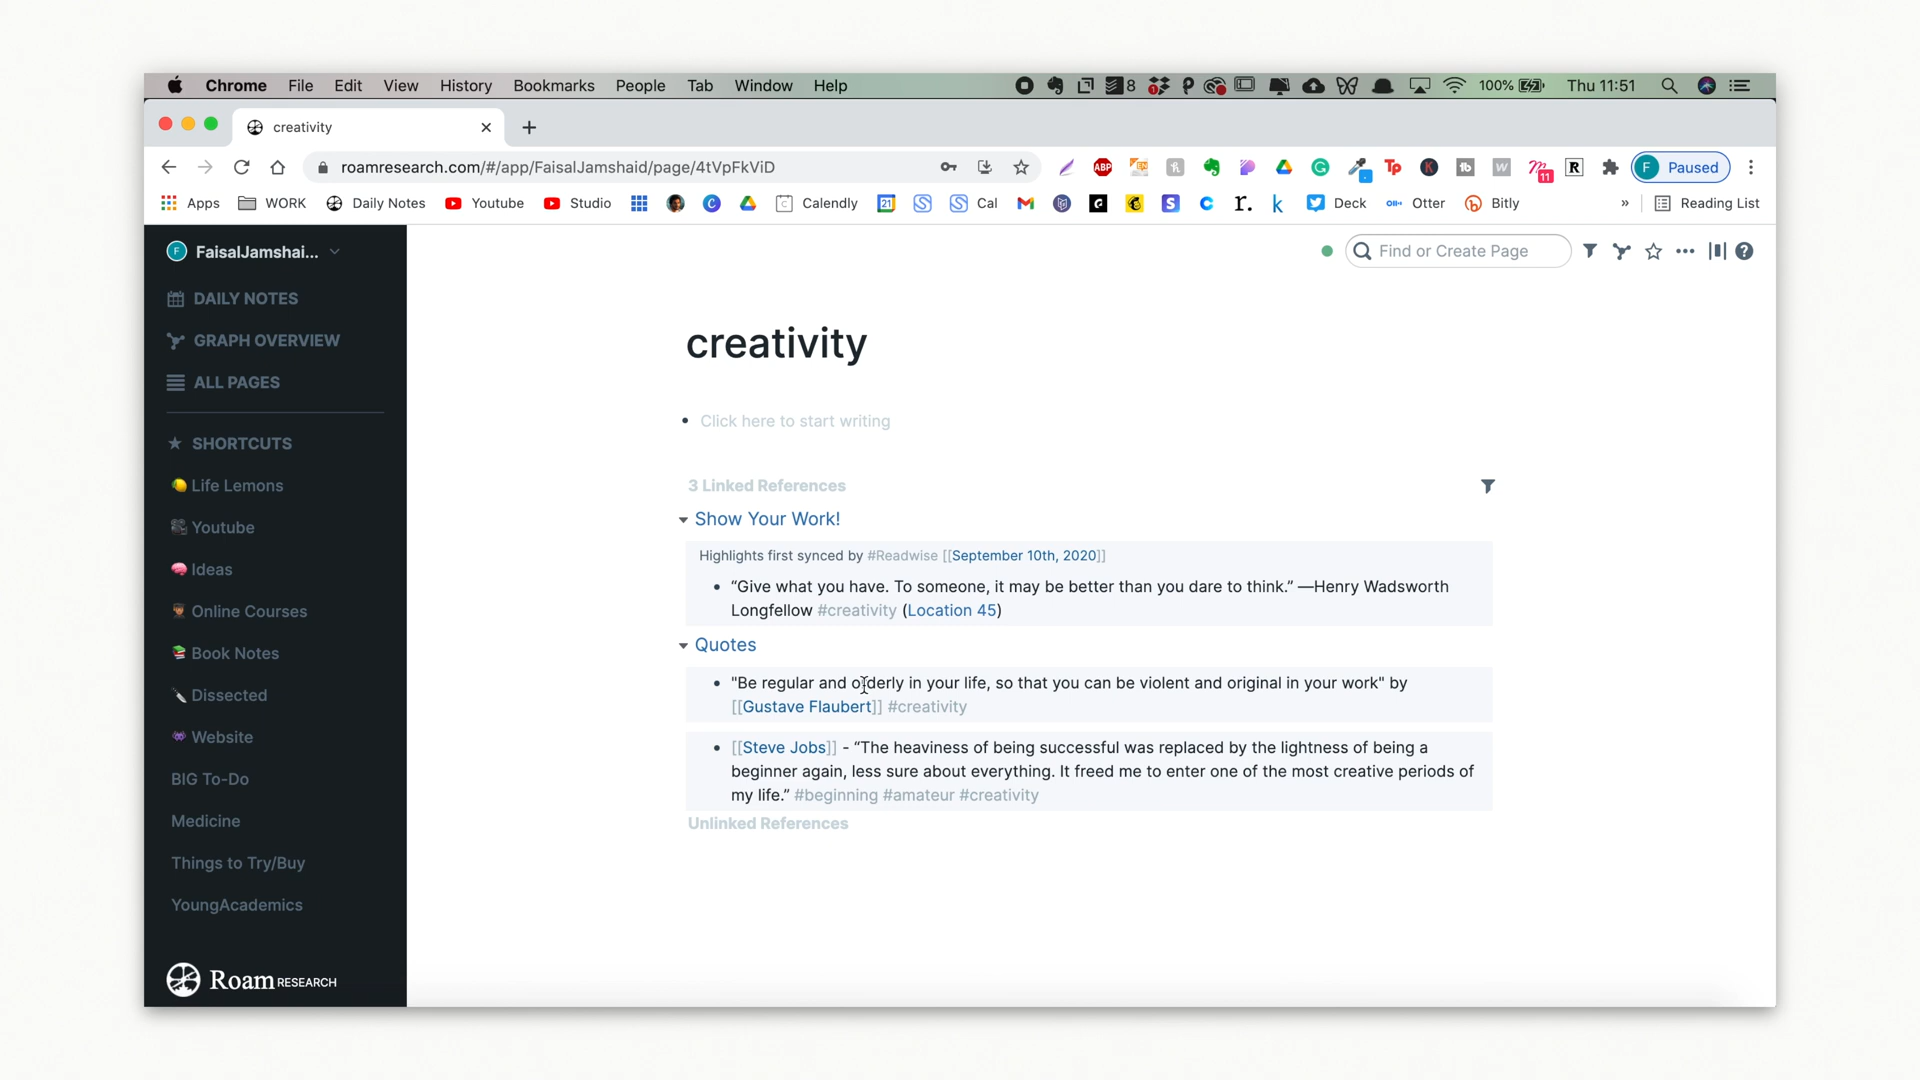 Chrome File Edit View History Bookmarks People Tab Window Help 8 1 100% Thu 11:51
creativity
roamresearch.com/#/app/FaisalJamshaid/page/4tVpFkViD ABP EN Tp K tb W 11 R F Paused
Apps WORK Daily Notes Youtube Studio Calendly 21 Cal r. k Deck Otter Bitly » Reading List
F FaisalJamshai...
Find or Create Page
DAILY NOTES
GRAPH OVERVIEW
ALL PAGES
SHORTCUTS
Life Lemons
Youtube
Ideas
Online Courses
Book Notes
Dissected
Website
BIG To-Do
Medicine
Things to Try/Buy
YoungAcademics
Roam RESEARCH
creativity
Click here to start writing
3 Linked References
Show Your Work!
Highlights first synced by #Readwise [[September 10th, 2020]]
“Give what you have. To someone, it may be better than you dare to think.” —Henry Wadsworth
Longfellow #creativity (Location 45)
Quotes
"Be regular and orderly in your life, so that you can be violent and original in your work" by
[[Gustave Flaubert]] #creativity
[[Steve Jobs]] - “The heaviness of being successful was replaced by the lightness of being a
beginner again, less sure about everything. It freed me to enter one of the most creative periods of
my life.” #beginning #amateur #creativity
Unlinked References